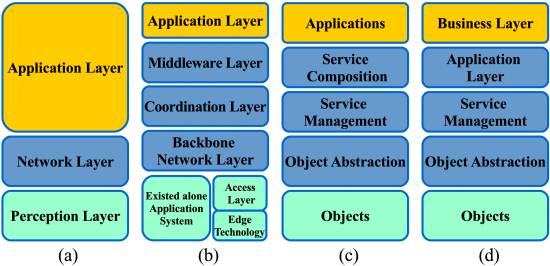 Application Layer
Network Layer
Perception Layer
(a)
Application Layer
Middleware Layer
Coordination Layer
Backbone
Network Layer
Existed alone
Application
System
Access
Layer
Edge
Technology
(b)
Applications
Service
Composition
Service
Management
Object Abstraction
Objects
(c)
Business Layer
Application
Layer
Service
Management
Object Abstraction
Objects
(d)